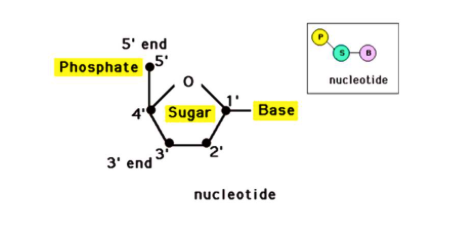 5' end
Phosphate
5'
O
4'
Sugar
1'
Base
3' end
3'
2'
nucleotide
P
S
B
nucleotide